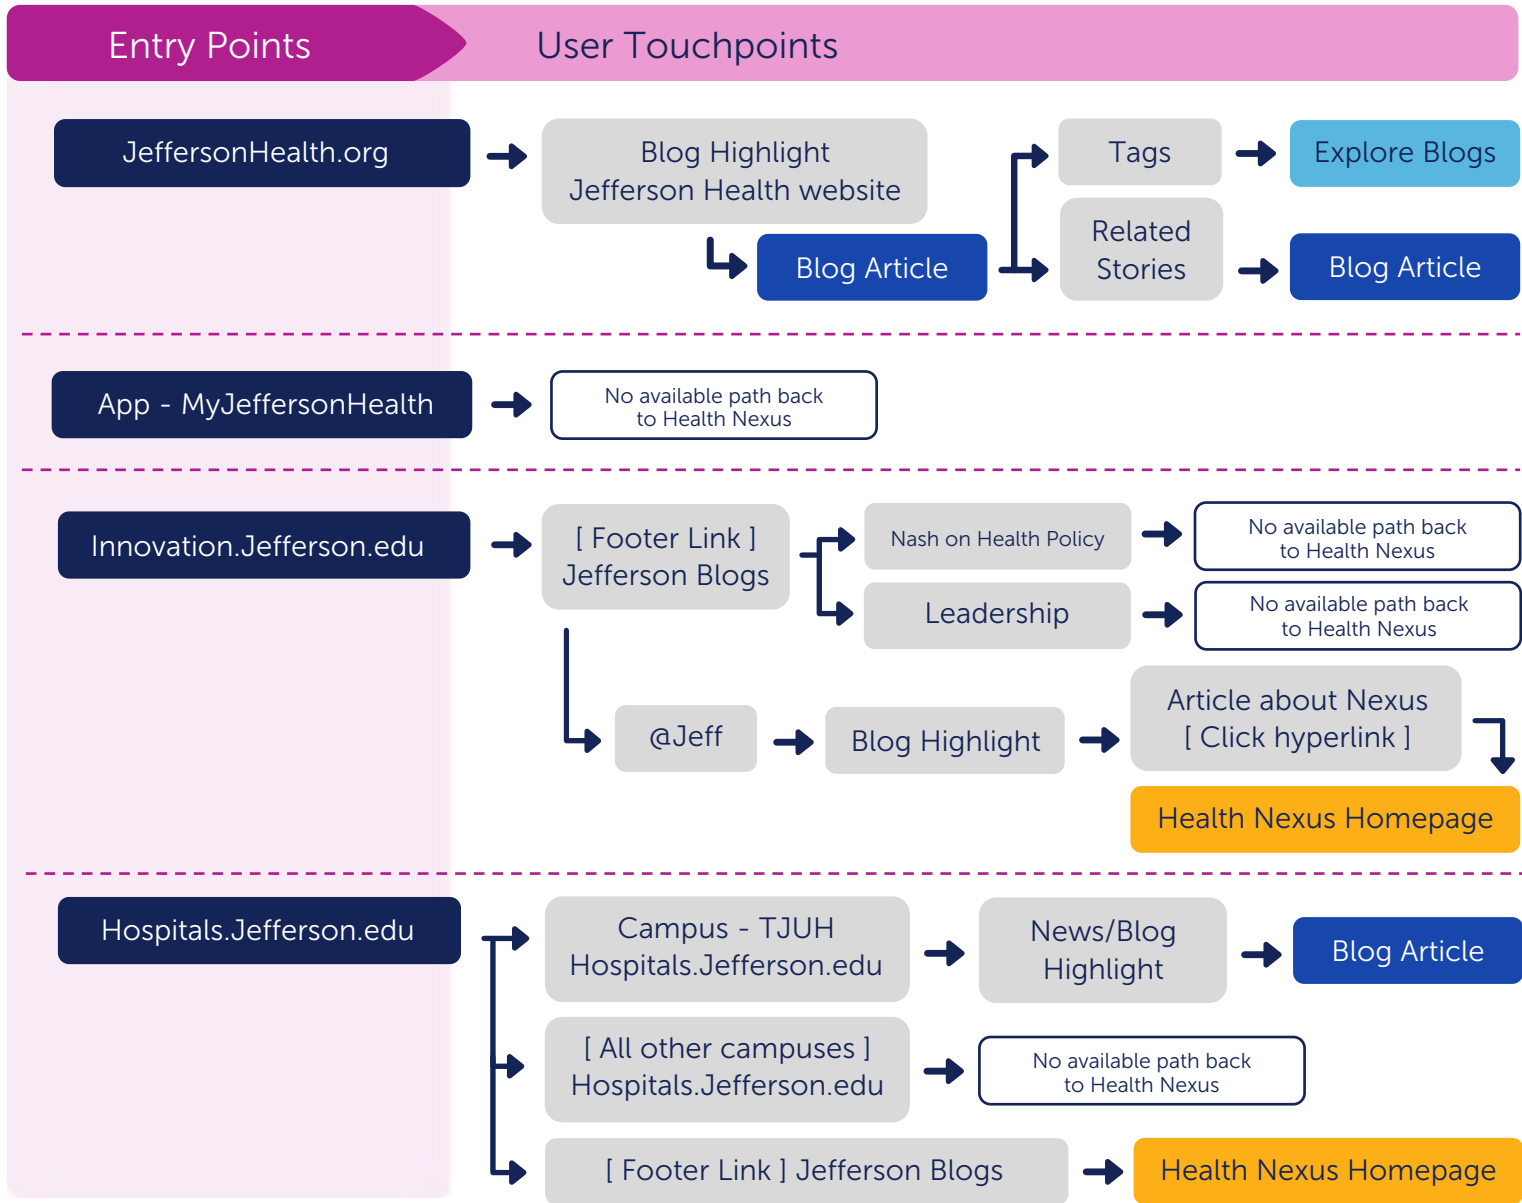 Entry Points
User Touchpoints
JeffersonHealth.org
Blog Highlight
Jefferson Health website
Blog Article
Tags
Explore Blogs
Related
Stories
Blog Article
App - MyJeffersonHealth
No available path back
to Health Nexus
Innovation.Jefferson.edu
[ Footer Link ]
Jefferson Blogs
Nash on Health Policy
No available path back
to Health Nexus
Leadership
No available path back
to Health Nexus
@Jeff
Blog Highlight
Article about Nexus
[ Click hyperlink ]
Health Nexus Homepage
Hospitals.Jefferson.edu
Campus - TJUH
Hospitals.Jefferson.edu
News/Blog
Highlight
Blog Article
[ All other campuses ]
Hospitals.Jefferson.edu
No available path back
to Health Nexus
[ Footer Link ] Jefferson Blogs
Health Nexus Homepage